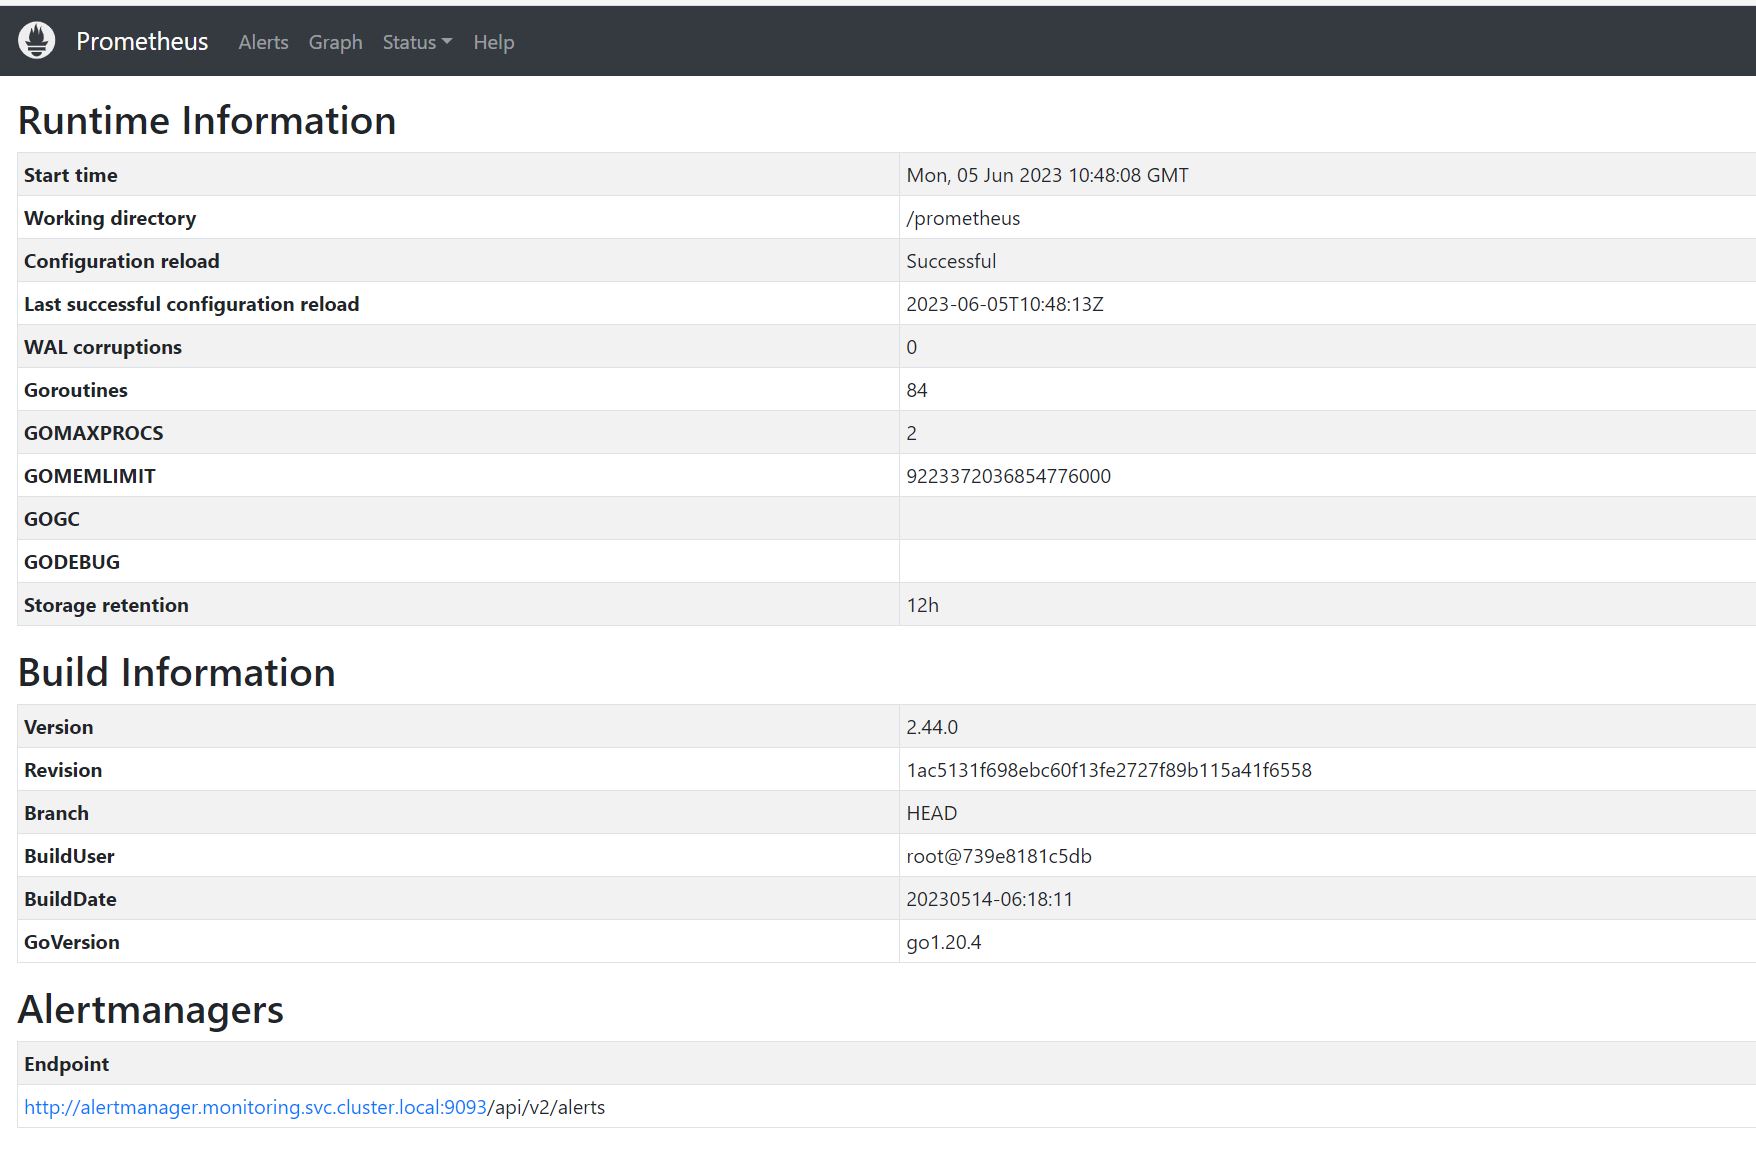 Prometheus Alerts Graph Status Help
Runtime Information
Start time Mon, 05 Jun 2023 10:48:08 GMT
Working directory /prometheus
Configuration reload Successful
Last successful configuration reload 2023-06-05T10:48:13Z
WAL corruptions 0
Goroutines 84
GOMAXPROCS 2
GOMEMLIMIT 9223372036854776000
GOGC
GODEBUG
Storage retention 12h
Build Information
Version 2.44.0
Revision 1ac5131f698ebc60f13fe2727f89b115a41f6558
Branch HEAD
BuildUser root@739e8181c5db
BuildDate 20230514-06:18:11
GoVersion go1.20.4
Alertmanagers
Endpoint
http://alertmanager.monitoring.svc.cluster.local:9093/api/v2/alerts